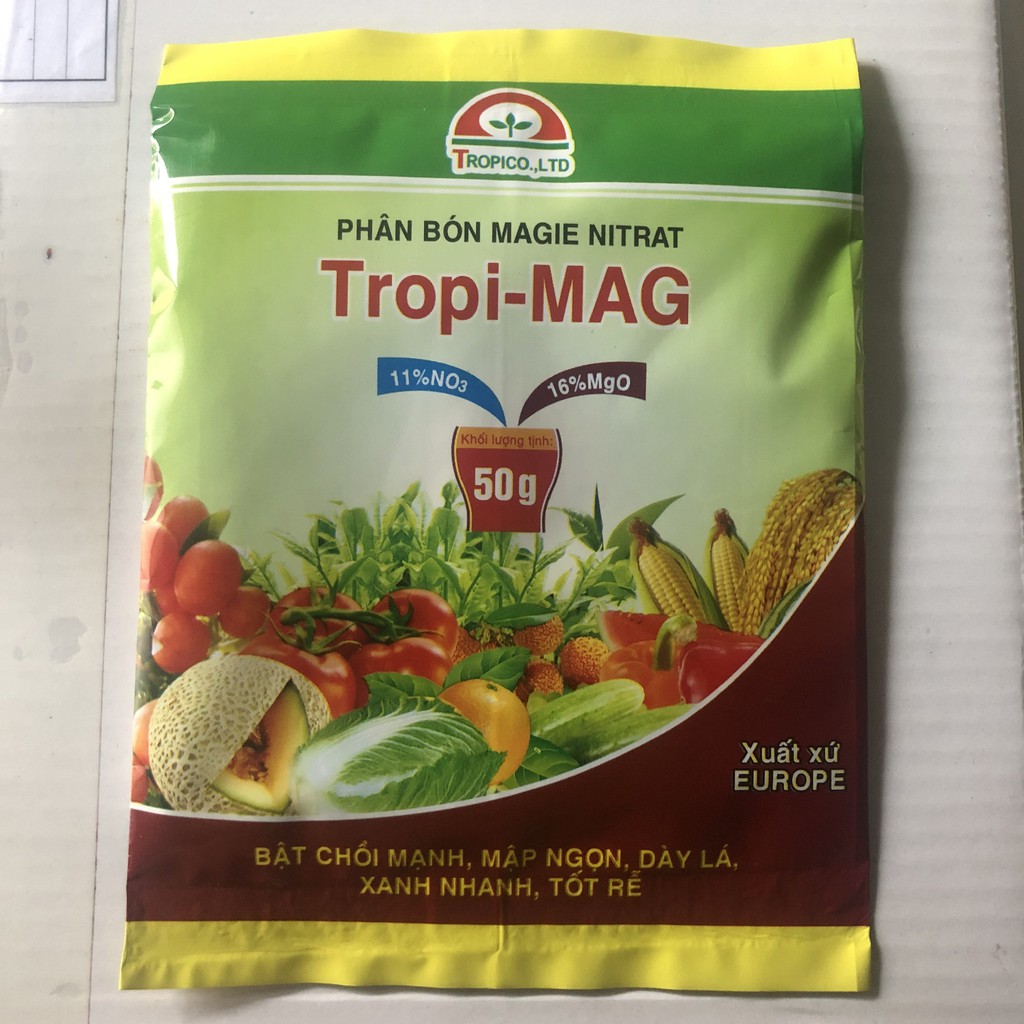 TROPICO.,LTD
PHÂN BÓN MAGIE NITRAT
Tropi-MAG
11%NO3
16%MgO
Khối lượng tịnh:
50g
Xuất xứ
EUROPE
BẬT CHỒI MẠNH, MẬP NGỌN, DÀY LÁ,
XANH NHANH, TỐT RỄ